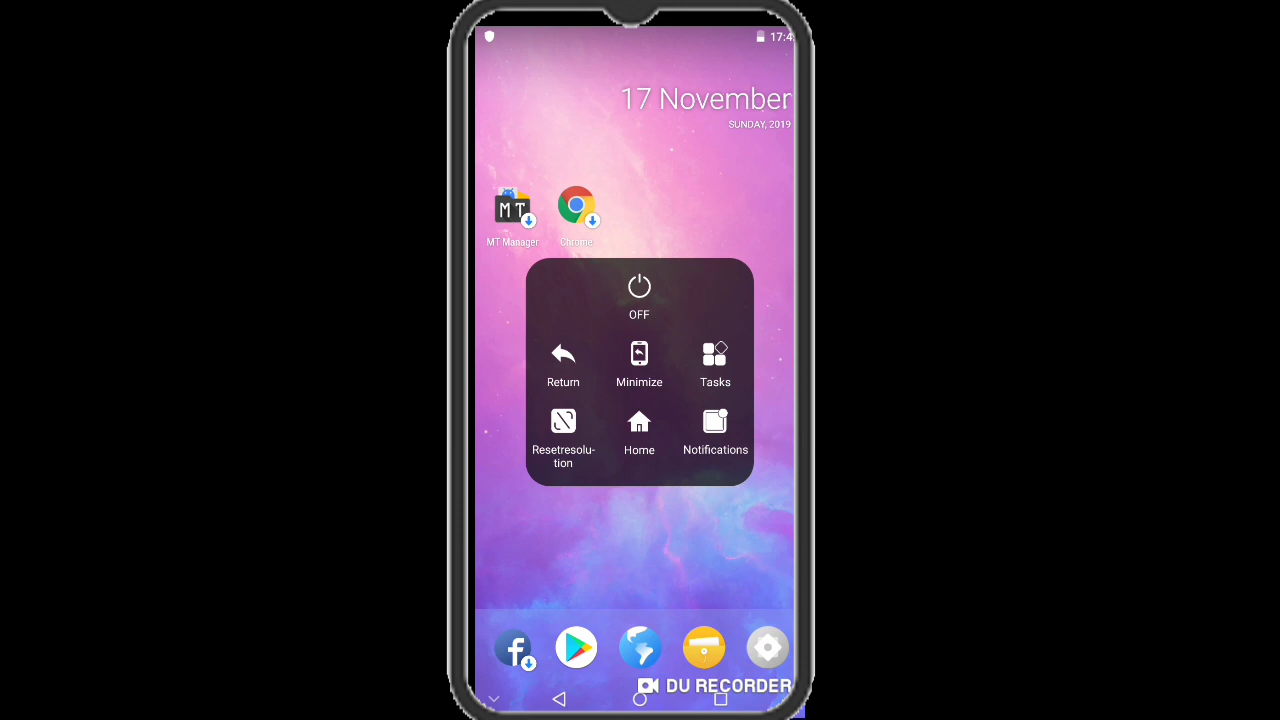 17:4
17 November
SUNDAY, 2019
MT
MT Manager
Chrome
OFF
Return
Minimize
Tasks
Resetresolu-
tion
Home
Notifications
DU RECORDER